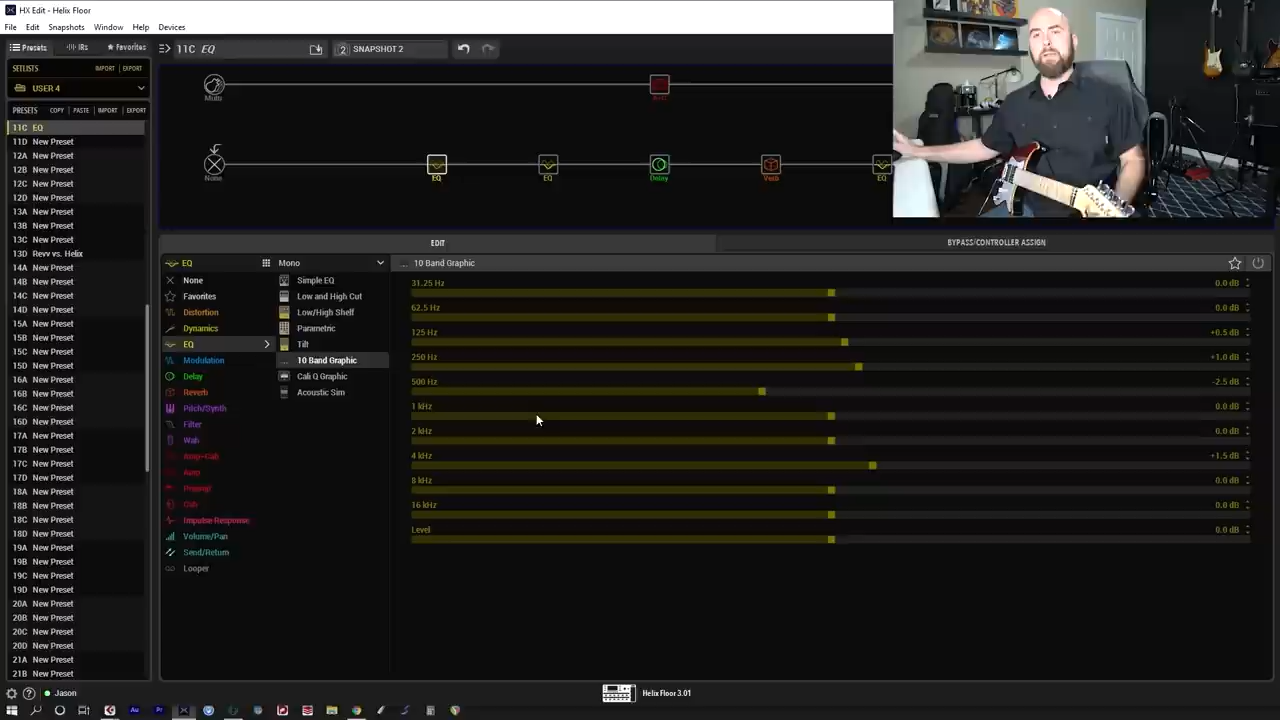 HX Edit - Helix Floor
File Edit Snapshots Window Help Devices
Presets IRs Favorites
11C EQ
2 SNAPSHOT 2
SETLISTS IMPORT EXPORT
USER 4
PRESETS COPY PASTE IMPORT EXPORT
11C EQ
11D New Preset
12A New Preset
12B New Preset
12C New Preset
12D New Preset
13A New Preset
13B New Preset
13C New Preset
13D Revv vs. Helix
14A New Preset
14B New Preset
14C New Preset
14D New Preset
15A New Preset
15B New Preset
15C New Preset
15D New Preset
16A New Preset
16B New Preset
16C New Preset
16D New Preset
17A New Preset
17B New Preset
17C New Preset
17D New Preset
18A New Preset
18B New Preset
18C New Preset
18D New Preset
19A New Preset
19B New Preset
19C New Preset
19D New Preset
20A New Preset
20B New Preset
20C New Preset
20D New Preset
21A New Preset
21B New Preset
Multi
None EQ EQ Delay Verb EQ
EDIT BYPASS/CONTROLLER ASSIGN
EQ
None
Favorites
Distortion
Dynamics
EQ
Modulation
Delay
Reverb
Pitch/Synth
Filter
Wah
Amp+Cab
Amp
Preamp
Cab
Impulse Response
Volume/Pan
Send/Return
Looper
Mono
Simple EQ
Low and High Cut
Low/High Shelf
Parametric
Tilt
10 Band Graphic
Cali Q Graphic
Acoustic Sim
10 Band Graphic
31.25 Hz 0.0 dB
62.5 Hz 0.0 dB
125 Hz +0.5 dB
250 Hz +1.0 dB
500 Hz -2.5 dB
1 kHz 0.0 dB
2 kHz 0.0 dB
4 kHz +1.5 dB
8 kHz 0.0 dB
16 kHz 0.0 dB
Level 0.0 dB
Jason
Helix Floor 3.01
Au Pr